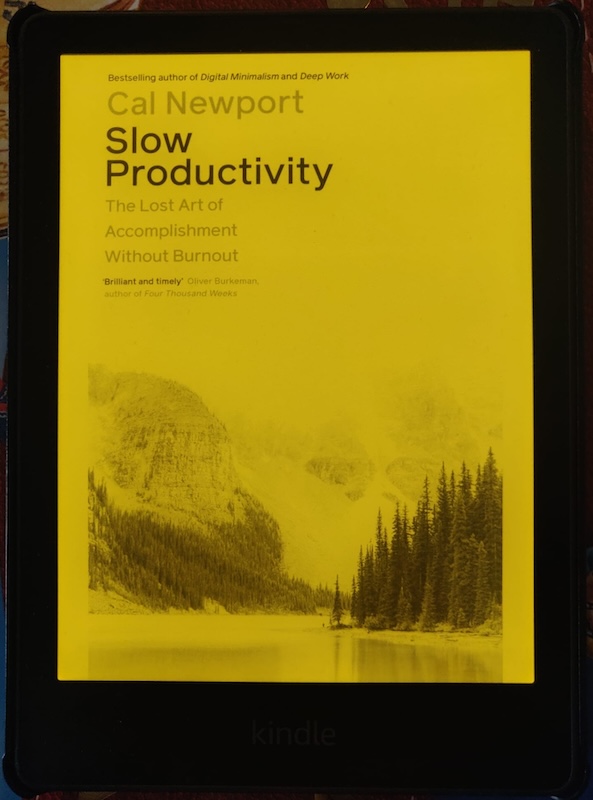 Bestselling author of Digital Minimalism and Deep Work
Cal Newport
Slow
Productivity
The Lost Art of
Accomplishment
Without Burnout
‘Brilliant and timely’ Oliver Burkeman,
author of Four Thousand Weeks
kindle